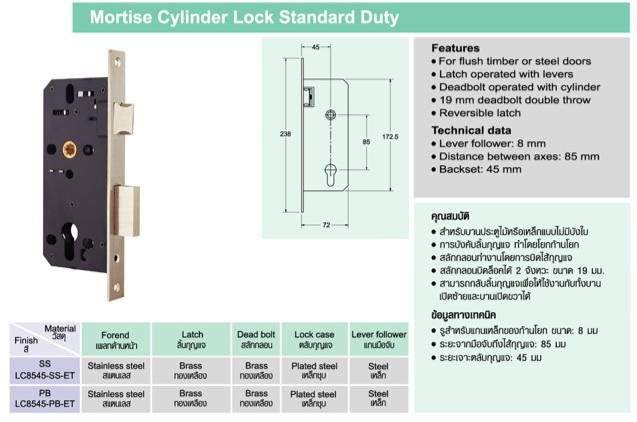 Mortise Cylinder Lock Standard Duty
45
238
85
172.5
72
Features
• For flush timber or steel doors
• Latch operated with levers
• Deadbolt operated with cylinder
• 19 mm deadbolt double throw
• Reversible latch
Technical data
• Lever follower: 8 mm
• Distance between axes: 85 mm
• Backset: 45 mm
คุณสมบัติ
• สำหรับบานประตูไม้หรือเหล็กแบบไม่มีบังใบ
• การบังคับลิ้นกุญแจ ทำโดยโยกก้านโยก
• สลักกลอนทำงานโดยการบิดไส้กุญแจ
• สลักกลอนบิดล็อคได้ 2 จังหวะ ขนาด 19 มม.
• สามารถกลับลิ้นกุญแจเพื่อให้ใช้งานกับทั้งบาน
เปิดซ้ายและบานเปิดขวาได้
ข้อมูลทางเทคนิค
• รูสำหรับแกนเหล็กของก้านโยก ขนาด: 8 มม
• ระยะจากมือจับถึงไส้กุญแจ: 85 มม
• ระยะเจาะตลับกุญแจ: 45 มม
Material วัสดุ
Finish สี
Forend Latch Dead bolt Lock case Lever follower
เพลทด้านหน้า ลิ้นกุญแจ สลักกลอน ตลับกุญแจ แกนมือจับ
SS Stainless steel Brass Brass Plated steel Steel
LC8545-SS-ET สแตนเลส ทองเหลือง ทองเหลือง เหล็กชุบ เหล็ก
PB Stainless steel Brass Brass Plated steel Steel
LC8545-PB-ET สแตนเลส ทองเหลือง ทองเหลือง เหล็กชุบ เหล็ก